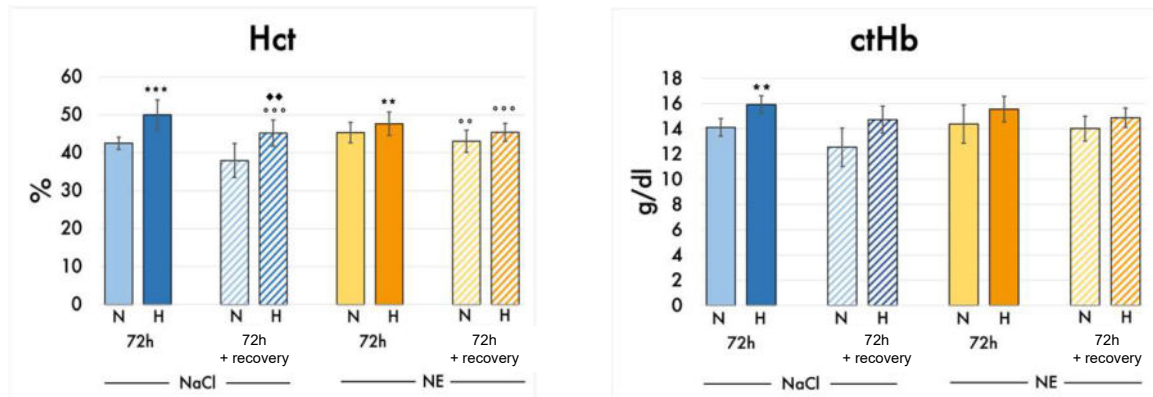 Hct
60
50
40
30
20
10
0
%
***
◆◆
°°°
**
°°
°°°
N H N H N H N H
72h 72h 72h 72h
+ recovery + recovery
NaCl NE
ctHb
18
16
14
12
10
8
6
4
2
0
g/dl
**
N H N H N H N H
72h 72h 72h 72h
+ recovery + recovery
NaCl NE